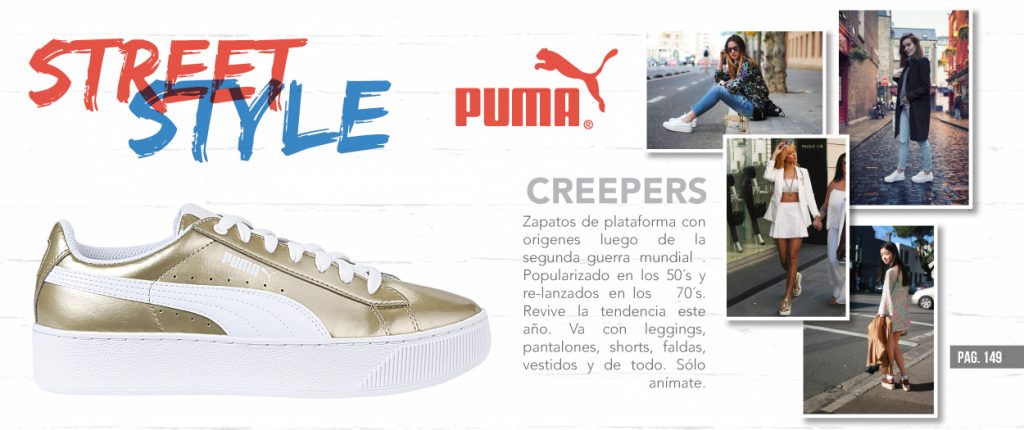 STREET
STYLE
PUMA®
CREEPERS
Zapatos de plataforma con
origenes luego de la
segunda guerra mundial .
Popularizado en los 50´s y
re-lanzados en los 70´s.
Revive la tendencia este
año. Va con leggings,
pantalones, shorts, faldas,
vestidos y de todo. Sólo
anímate.
PUMA
PAG. 149